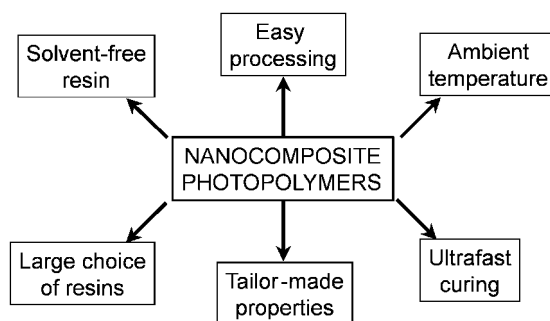 Solvent-free
resin
Easy
processing
Ambient
temperature
NANOCOMPOSITE
PHOTOPOLYMERS
Large choice
of resins
Tailor-made
properties
Ultrafast
curing